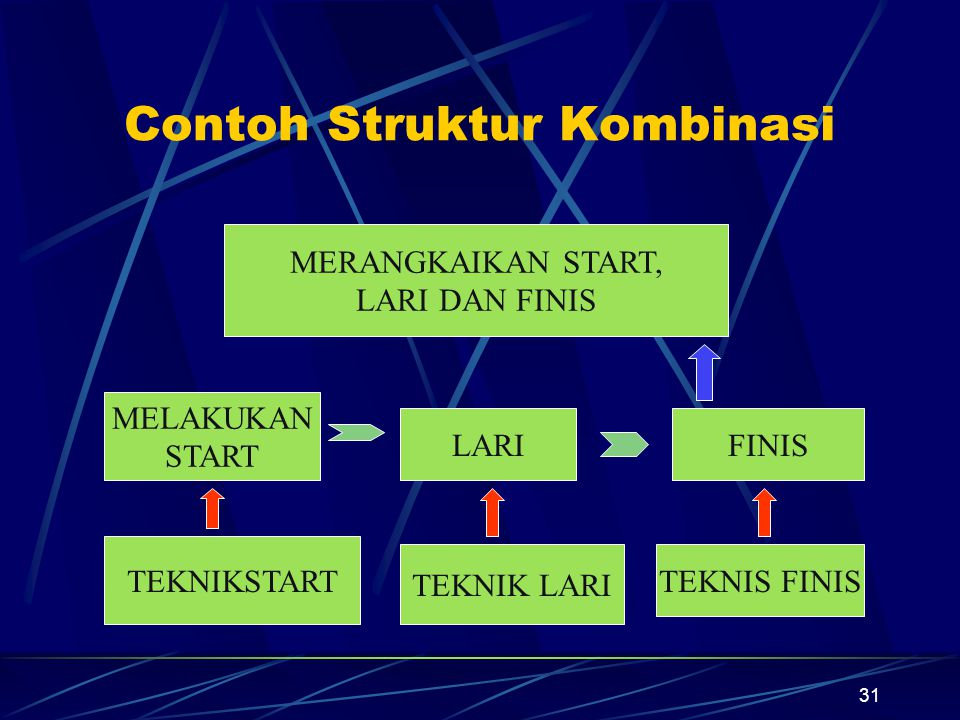 Contoh Struktur Kombinasi
MERANGKAIKAN START,
LARI DAN FINIS
MELAKUKAN
START
LARI
FINIS
TEKNIKSTART
TEKNIK LARI
TEKNIS FINIS
31